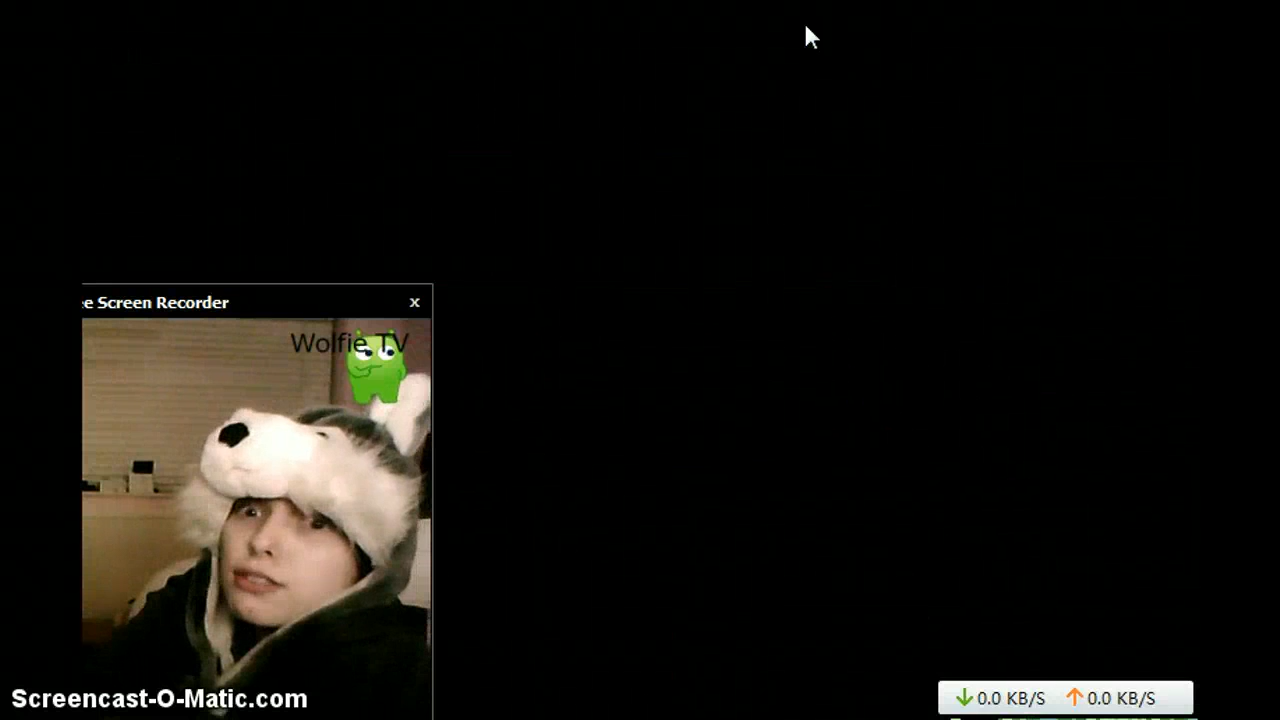 e Screen Recorder x
Wolfie TV
0.0 KB/S 0.0 KB/S
Screencast-O-Matic.com